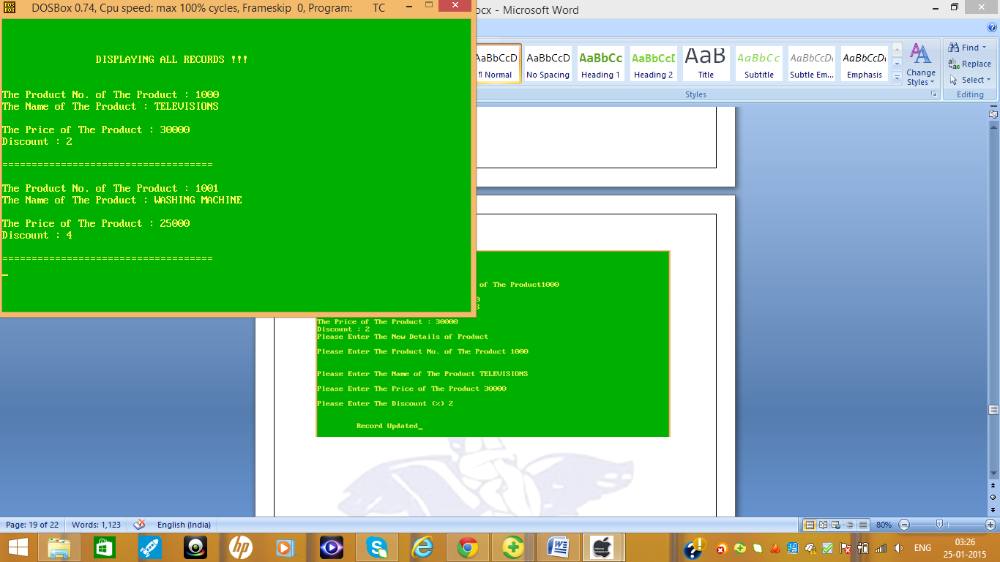 DOSBox 0.74, Cpu speed: max 100% cycles, Frameskip 0, Program: TC
DISPLAYING ALL RECORDS !!!
The Product No. of The Product : 1000
The Name of The Product : TELEVISIONS
The Price of The Product : 30000
Discount : 2
====================================
The Product No. of The Product : 1001
The Name of The Product : WASHING MACHINE
The Price of The Product : 25000
Discount : 4
====================================
ocx - Microsoft Word
AaBbCcD AaBbCcD AaBbCc AaBbCcD AaB AaBbCc AaBbCcD AaBbCcD
¶ Normal No Spacing Heading 1 Heading 2 Title Subtitle Subtle Em... Emphasis
Change Styles
Find
Replace
Select
Styles
Editing
of The Product1000
The Price of The Product : 30000
Discount : 2
Please Enter The New Details of Product
Please Enter The Product No. of The Product 1000
Please Enter The Name of The Product TELEVISIONS
Please Enter The Price of The Product 30000
Please Enter The Discount (%) 2
Record Updated_
Page: 19 of 22 Words: 1,123 English (India) 80%
hp
ENG
03:26
25-01-2015